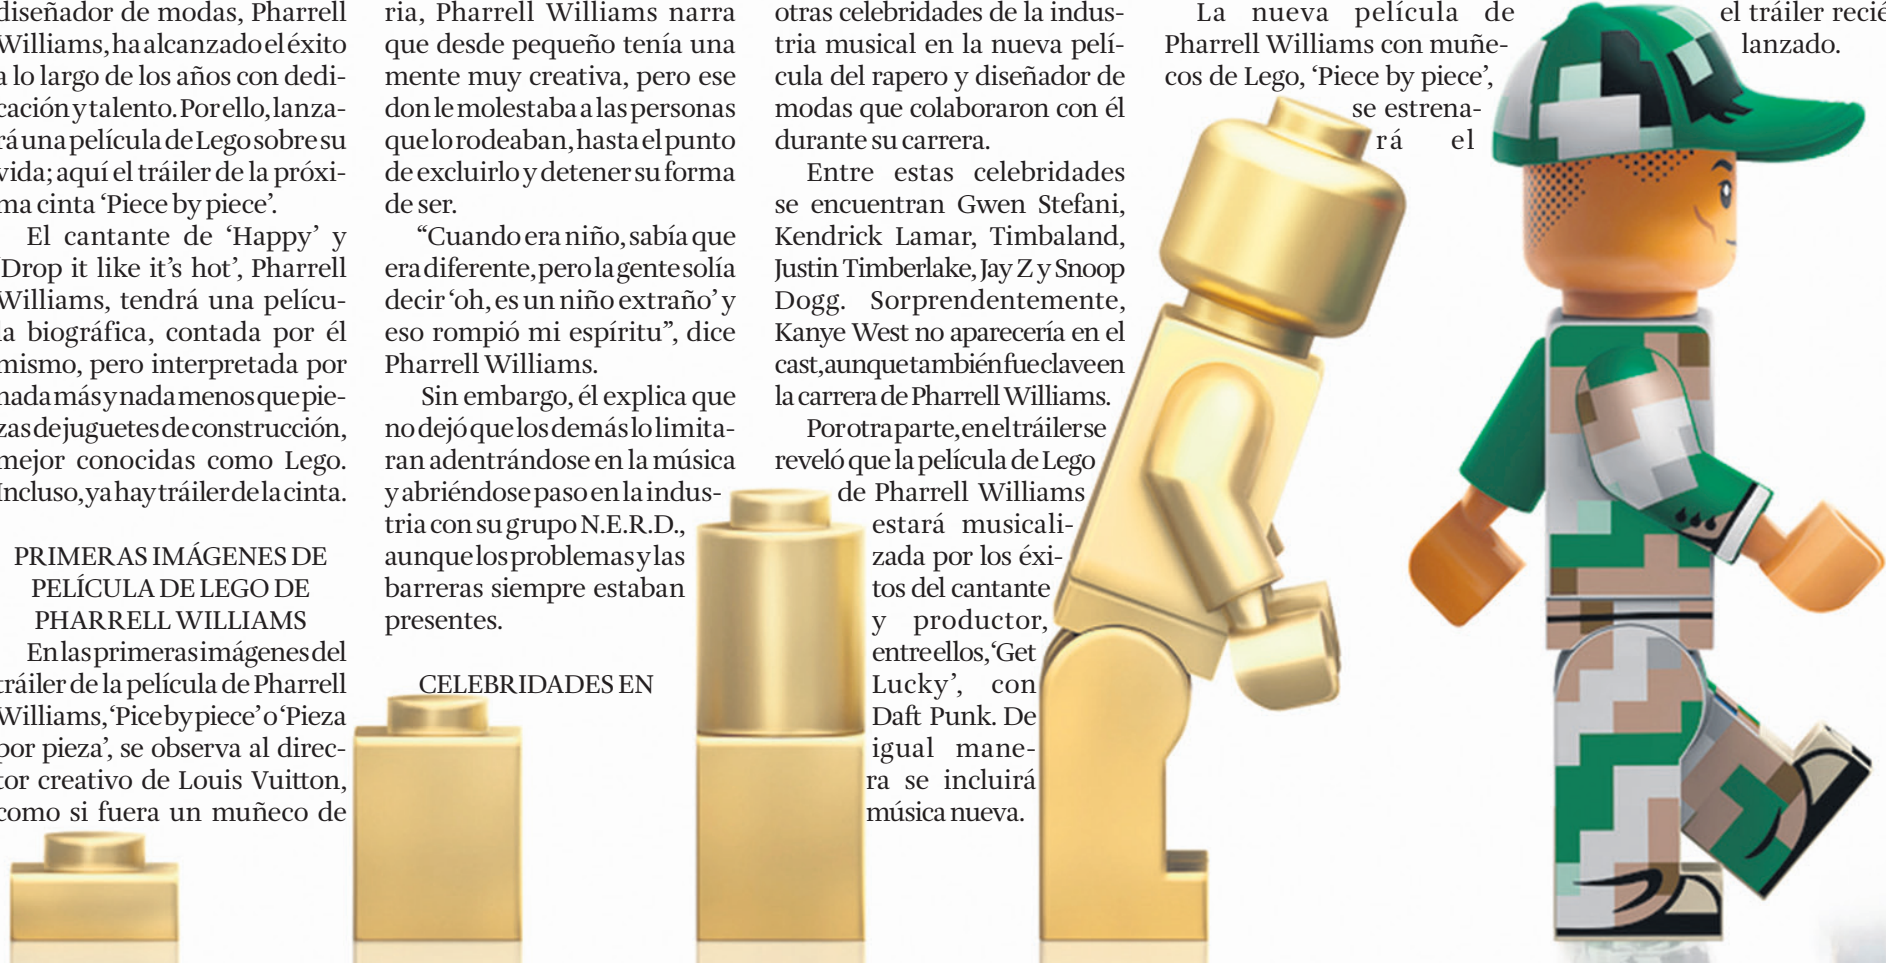 diseñador de modas, Pharrell
Williams, ha alcanzado el éxito
a lo largo de los años con dedi-
cación y talento. Por ello, lanza-
rá una película de Lego sobre su
vida; aquí el tráiler de la próxi-
ma cinta ‘Piece by piece’.
El cantante de ‘Happy’ y
‘Drop it like it’s hot’, Pharrell
Williams, tendrá una pelícu-
la biográfica, contada por él
mismo, pero interpretada por
nada más y nada menos que pie-
zas de juguetes de construcción,
mejor conocidas como Lego.
Incluso, ya hay tráiler de la cinta.
PRIMERAS IMÁGENES DE
PELÍCULA DE LEGO DE
PHARRELL WILLIAMS
En las primeras imágenes del
tráiler de la película de Pharrell
Williams, ‘Pice by piece’ o ‘Pieza
por pieza’, se observa al direc-
tor creativo de Louis Vuitton,
como si fuera un muñeco de
ria, Pharrell Williams narra
que desde pequeño tenía una
mente muy creativa, pero ese
don le molestaba a las personas
que lo rodeaban, hasta el punto
de excluirlo y detener su forma
de ser.
“Cuando era niño, sabía que
era diferente, pero la gente solía
decir ‘oh, es un niño extraño’ y
eso rompió mi espíritu”, dice
Pharrell Williams.
Sin embargo, él explica que
no dejó que los demás lo limita-
ran adentrándose en la música
y abriéndose paso en la indus-
tria con su grupo N.E.R.D.,
aunque los problemas y las
barreras siempre estaban
presentes.
CELEBRIDADES EN
otras celebridades de la indus-
tria musical en la nueva pelí-
cula del rapero y diseñador de
modas que colaboraron con él
durante su carrera.
Entre estas celebridades
se encuentran Gwen Stefani,
Kendrick Lamar, Timbaland,
Justin Timberlake, Jay Z y Snoop
Dogg. Sorprendentemente,
Kanye West no aparecería en el
cast, aunque también fue clave en
la carrera de Pharrell Williams.
Por otra parte, en el tráiler se
reveló que la película de Lego
de Pharrell Williams
estará musicali-
zada por los éxi-
tos del cantante
y productor,
entre ellos, ‘Get
Lucky’, con
Daft Punk. De
igual mane-
ra se incluirá
música nueva.
La nueva película de
Pharrell Williams con muñe-
cos de Lego, ‘Piece by piece’,
se estrena-
rá el
el tráiler recié
lanzado.